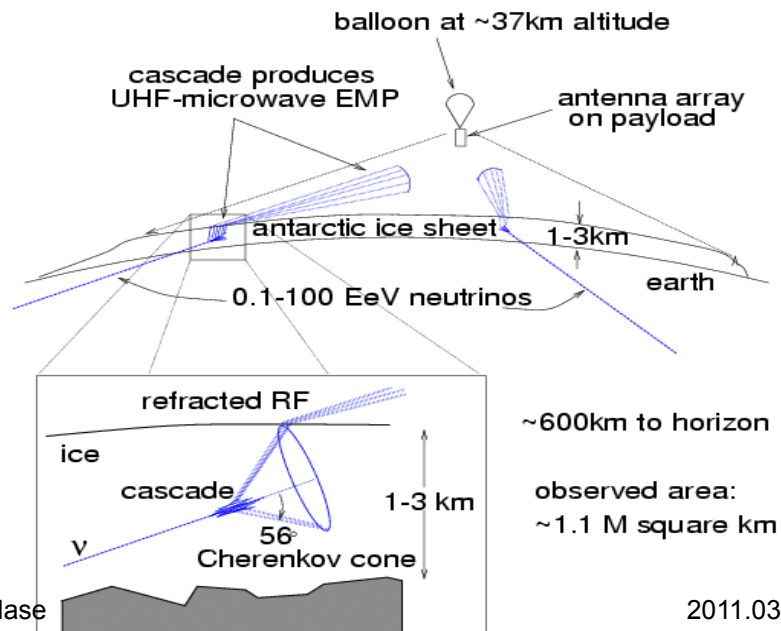 balloon at ~37km altitude
cascade produces
UHF-microwave EMP
antenna array
on payload
antarctic ice sheet
1-3km
0.1-100 EeV neutrinos
earth
refracted RF
ice
cascade
1-3 km
56°
ν
Cherenkov cone
~600km to horizon
observed area:
~1.1 M square km
2011.03